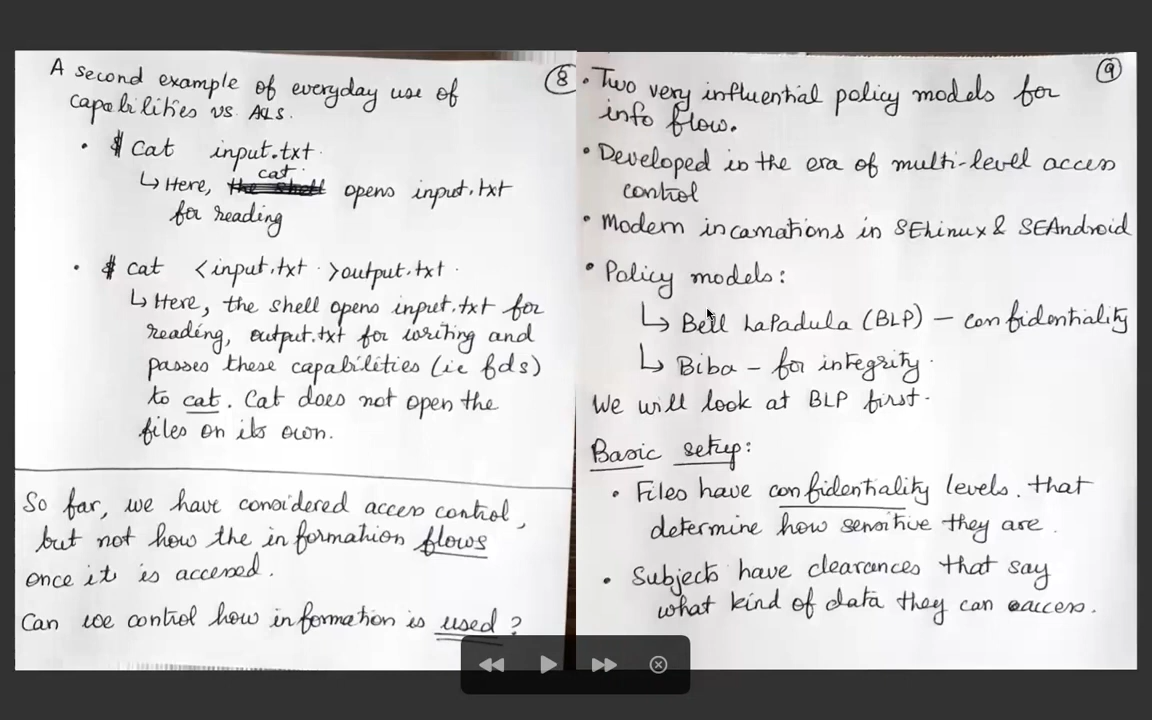 A second example of everyday use of
capabilities vs ACLs.
• $ cat input.txt.
↳ Here, cat opens input.txt
for reading
• $ cat <input.txt >output.txt.
↳ Here, the shell opens input.txt for
reading, output.txt for writing and
passes these capabilities (ie fds)
to cat. Cat does not open the
files on its own.
So far, we have considered access control,
but not how the information flows
once it is accessed.
Can we control how information is used?
8
9
• Two very influential policy models for
info flow.
• Developed in the era of multi-level access
control
• Modern incarnations in SELinux & SEAndroid
• Policy models:
↳ Bell LaPadula (BLP) – confidentiality
↳ Biba – for integrity.
We will look at BLP first.
Basic setup:
• Files have confidentiality levels. that
determine how sensitive they are.
• Subjects have clearances that say
what kind of data they can access.